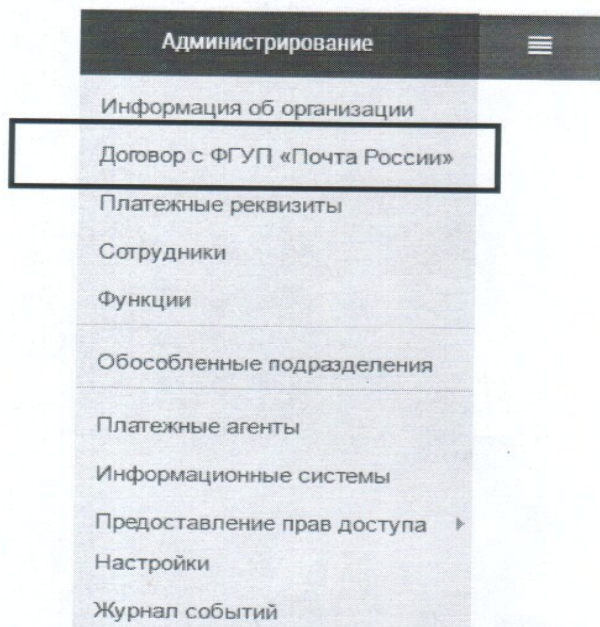 Администрирование
Информация об организации
Договор с ФГУП «Почта России»
Платежные реквизиты
Сотрудники
Функции
Обособленные подразделения
Платежные агенты
Информационные системы
Предоставление прав доступа
Настройки
Журнал событий